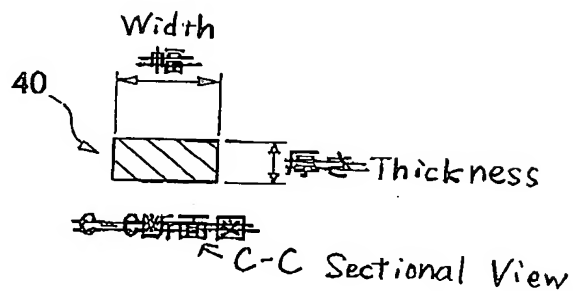 Width
幅
40
厚さ Thickness
C-C断面図
C-C Sectional View